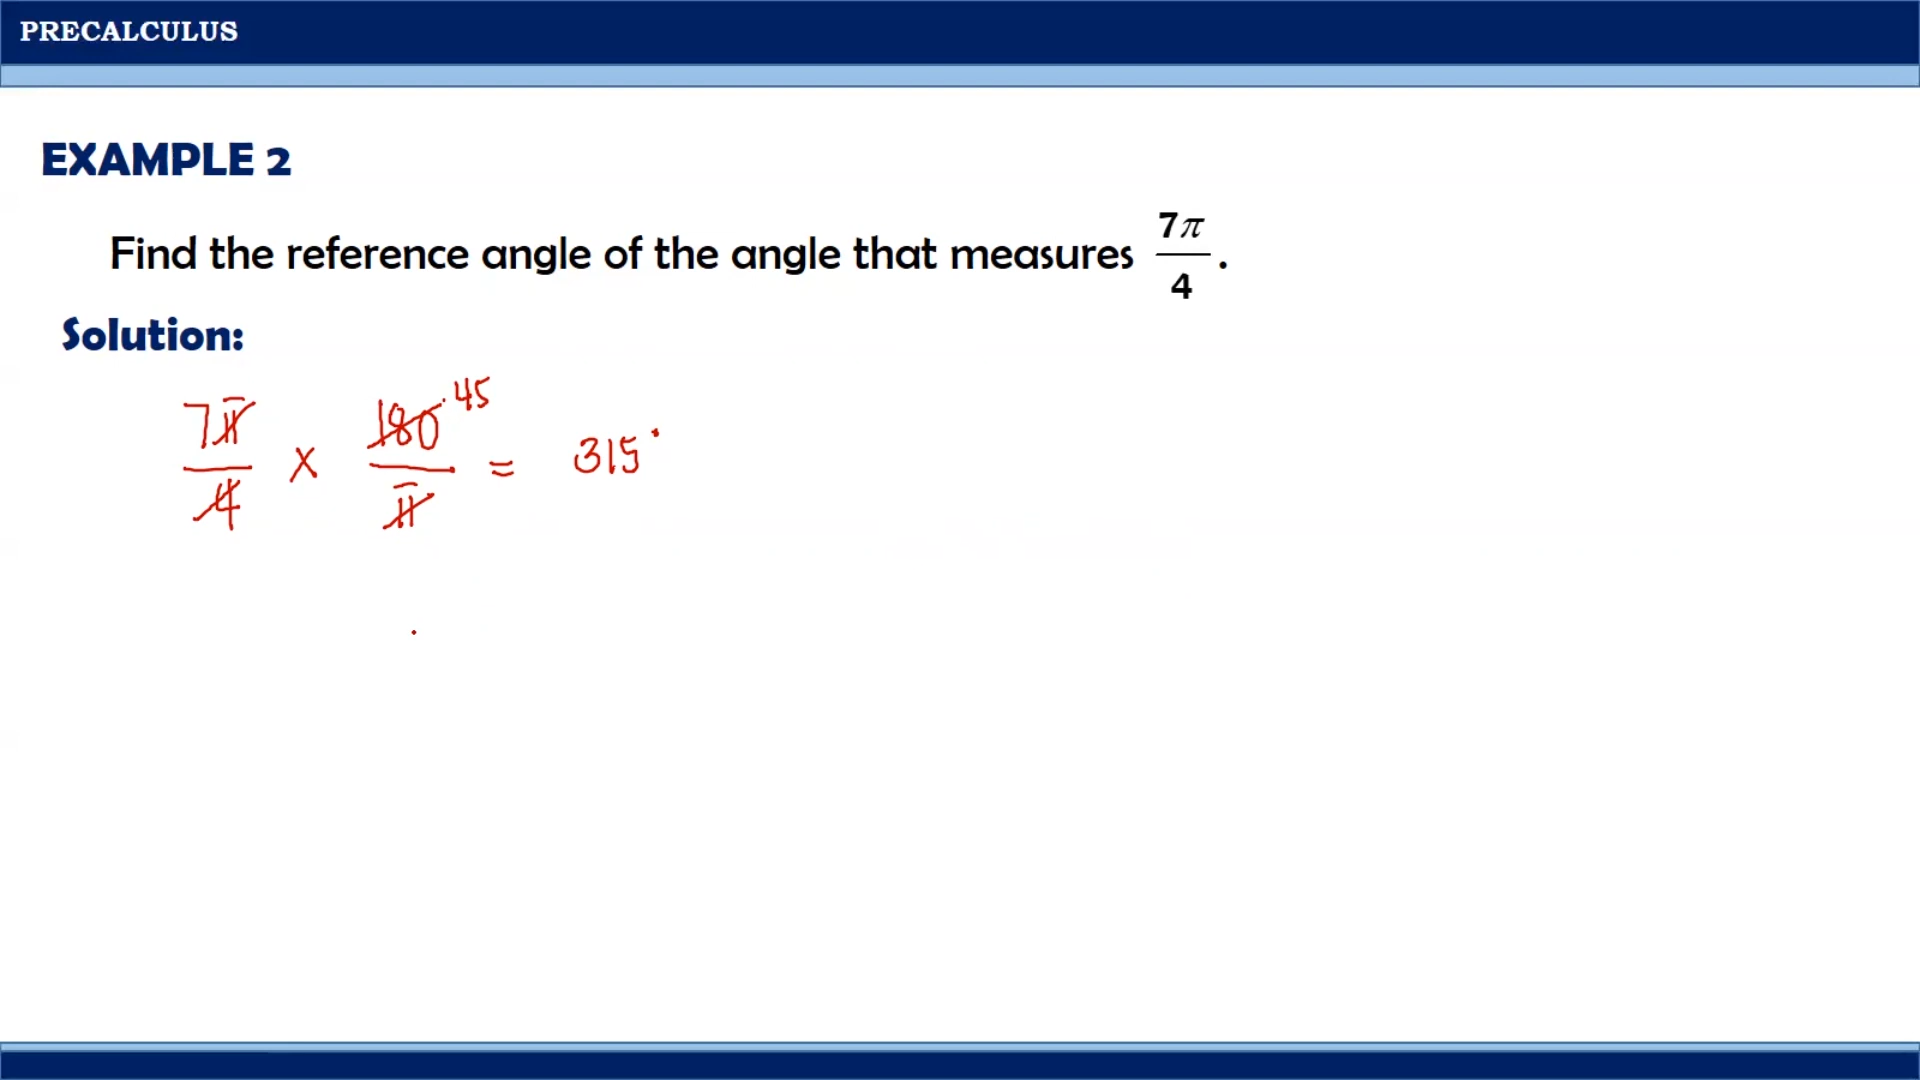 PRECALCULUS
EXAMPLE 2
Find the reference angle of the angle that measures 7π/4.
Solution:
7π/4 × 180/π = 315°
45